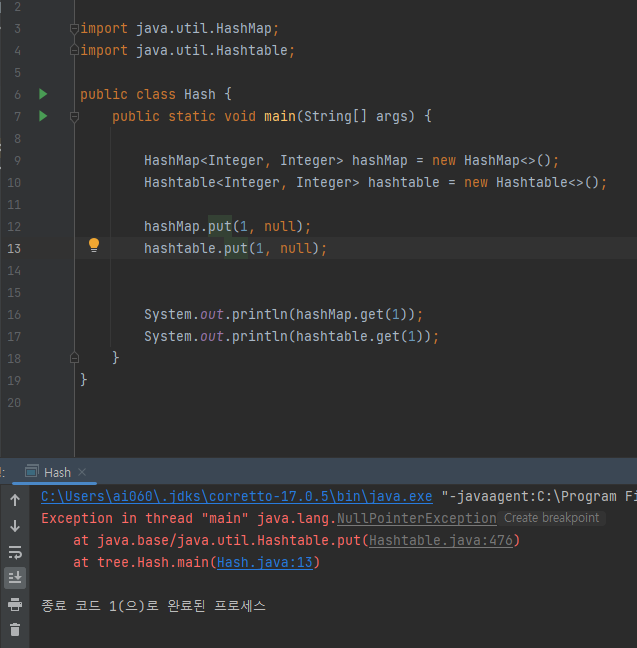 2
3 import java.util.HashMap;
4 import java.util.Hashtable;
5
6 public class Hash {
7 public static void main(String[] args) {
8
9 HashMap<Integer, Integer> hashMap = new HashMap<>();
10 Hashtable<Integer, Integer> hashtable = new Hashtable<>();
11
12 hashMap.put(1, null);
13 hashtable.put(1, null);
14
15
16 System.out.println(hashMap.get(1));
17 System.out.println(hashtable.get(1));
18 }
19 }
20
Hash
C:\Users\ai060\.jdks\corretto-17.0.5\bin\java.exe "-javaagent:C:\Program Fi
Exception in thread "main" java.lang.NullPointerException Create breakpoint
at java.base/java.util.Hashtable.put(Hashtable.java:476)
at tree.Hash.main(Hash.java:13)
종료 코드 1(으)로 완료된 프로세스